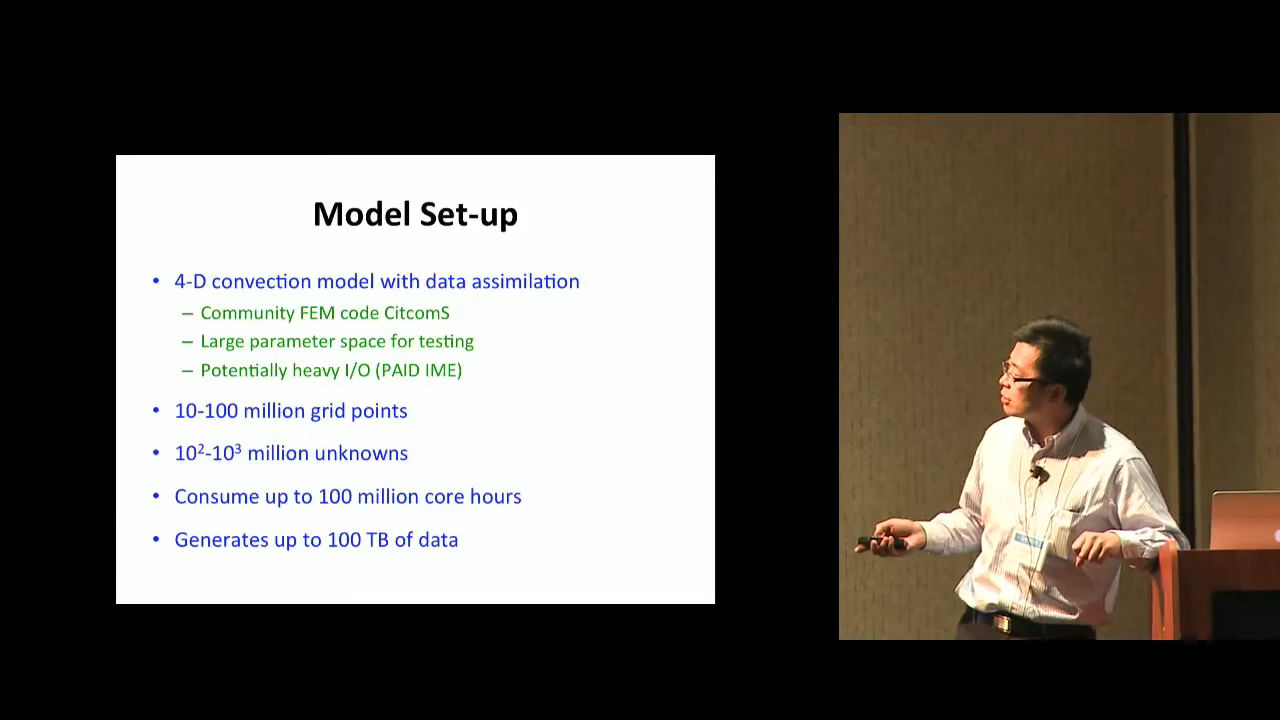 Model Set-up
• 4-D convection model with data assimilation
– Community FEM code CitcomS
– Large parameter space for testing
– Potentially heavy I/O (PAID IME)
• 10-100 million grid points
• 10²-10³ million unknowns
• Consume up to 100 million core hours
• Generates up to 100 TB of data